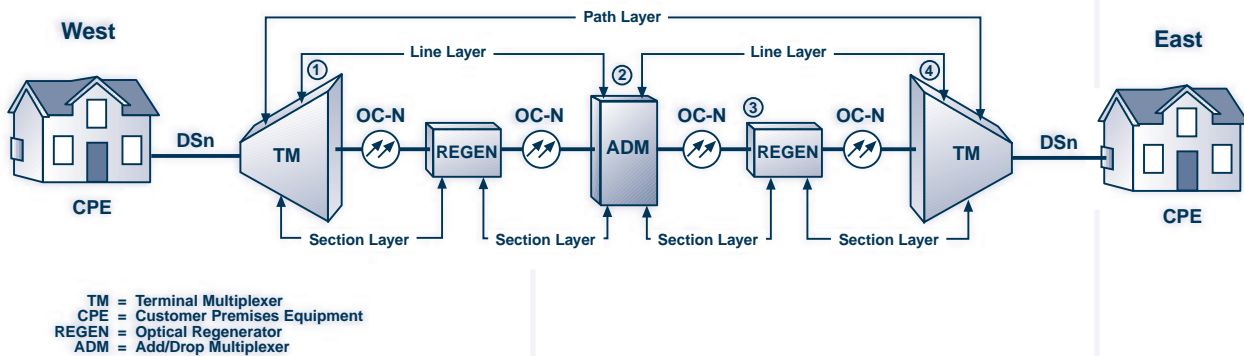 Path Layer
West
Line Layer
Line Layer
East
1
2
4
OC-N
OC-N
OC-N
3
OC-N
DSn
TM
REGEN
ADM
REGEN
TM
DSn
CPE
CPE
Section Layer
Section Layer
Section Layer
Section Layer
TM = Terminal Multiplexer
CPE = Customer Premises Equipment
REGEN = Optical Regenerator
ADM = Add/Drop Multiplexer